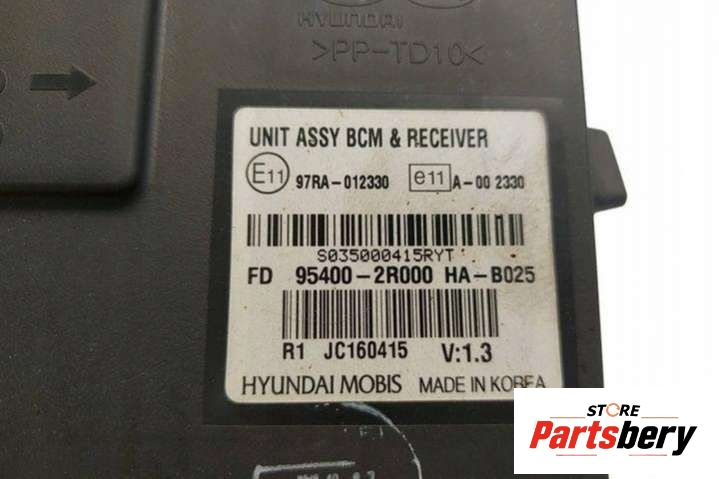 HYUNDAI
>PP-TD10<
UNIT ASSY BCM & RECEIVER
E11 97RA-012330 e11 A-00 2330
S035000415RYT
FD 95400-2R000 HA-B025
R1 JC160415 V:1.3
HYUNDAI MOBIS MADE IN KOREA
STORE
Partsbery